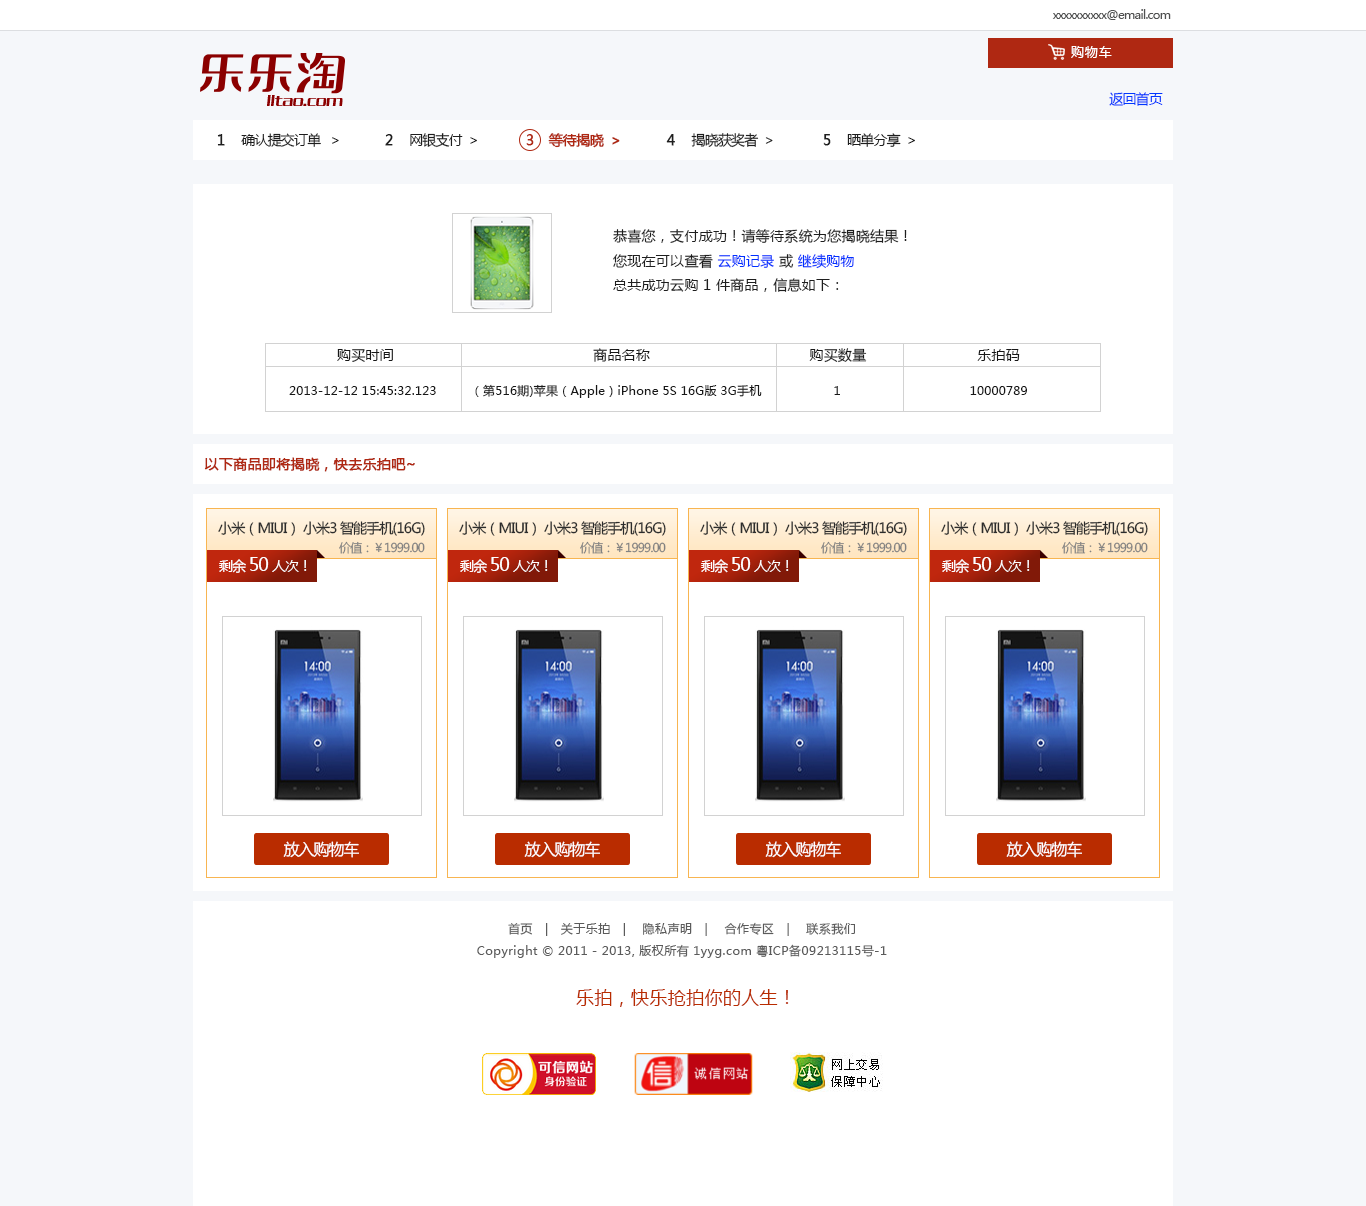 xxxxxxxxxx@email.com
购物车
乐乐淘
lltao.com
返回首页
1 确认提交订单 > 2 网银支付 > 3 等待揭晓 > 4 揭晓获奖者 > 5 晒单分享 >
恭喜您，支付成功！请等待系统为您揭晓结果！
您现在可以查看 云购记录 或 继续购物
总共成功云购 1 件商品，信息如下：
购买时间 商品名称 购买数量 乐拍码
2013-12-12 15:45:32.123 （第516期)苹果（Apple）iPhone 5S 16G版 3G手机 1 10000789
以下商品即将揭晓，快去乐拍吧~
小米（MIUI） 小米3 智能手机(16G) 小米（MIUI） 小米3 智能手机(16G) 小米（MIUI） 小米3 智能手机(16G) 小米（MIUI） 小米3 智能手机(16G)
价值：￥1999.00 价值：￥1999.00 价值：￥1999.00 价值：￥1999.00
剩余 50 人次！ 剩余 50 人次！ 剩余 50 人次！ 剩余 50 人次！
14:00 14:00 14:00 14:00
放入购物车 放入购物车 放入购物车 放入购物车
首页 | 关于乐拍 | 隐私声明 | 合作专区 | 联系我们
Copyright © 2011 - 2013, 版权所有 1yyg.com 粤ICP备09213115号-1
乐拍，快乐抢拍你的人生！
可信网站 信 诚信网站 网上交易
身份验证 保障中心